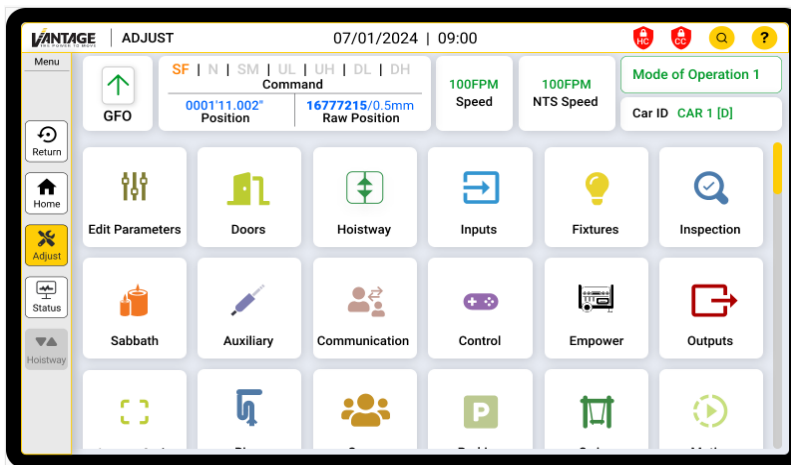 VANTAGE | ADJUST
THE POWER TO MOVE
07/01/2024 | 09:00
HC
CC
?
Menu
Return
Home
Adjust
Status
Hoistway
GFO
SF | N | SM | UL | UH | DL | DH
Command
0001'11.002"
Position
16777215/0.5mm
Raw Position
100FPM
Speed
100FPM
NTS Speed
Mode of Operation 1
Car ID CAR 1 [D]
Edit Parameters
Doors
Hoistway
Inputs
Fixtures
Inspection
Sabbath
Auxiliary
Communication
Control
Empower
Outputs
P